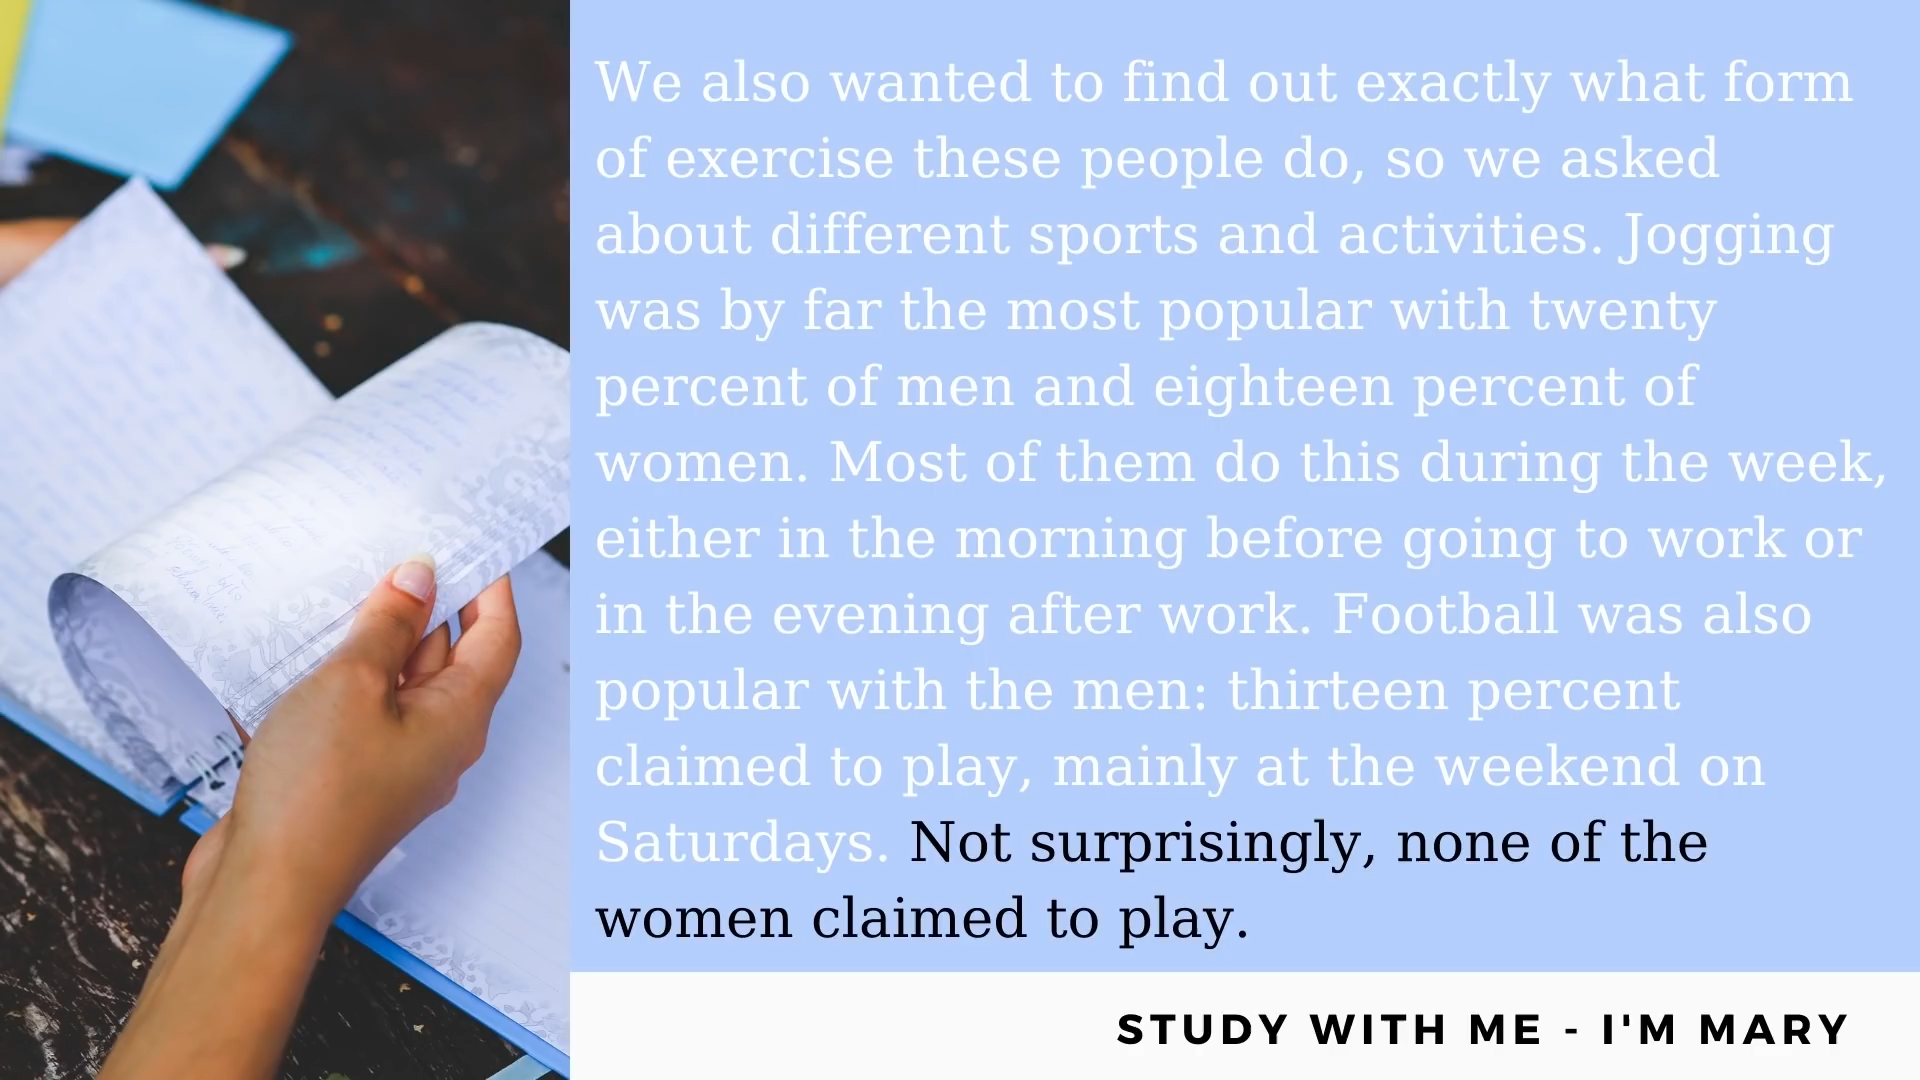 We also wanted to find out exactly what form
of exercise these people do, so we asked
about different sports and activities. Jogging
was by far the most popular with twenty
percent of men and eighteen percent of
women. Most of them do this during the week,
either in the morning before going to work or
in the evening after work. Football was also
popular with the men: thirteen percent
claimed to play, mainly at the weekend on
Saturdays. Not surprisingly, none of the
women claimed to play.
STUDY WITH ME - I'M MARY